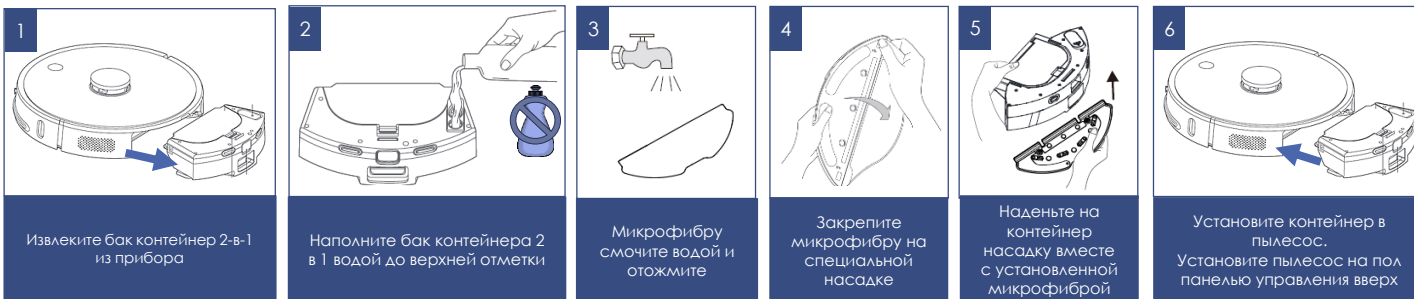 1
Извлеките бак контейнер 2-в-1
из прибора
2
Наполните бак контейнера 2
в 1 водой до верхней отметки
3
Микрофибру
смочите водой и
отожмите
4
Закрепите
микрофибру на
специальной
насадке
5
Наденьте на
контейнер
насадку вместе
с установленной
микрофиброй
6
Установите контейнер в
пылесос.
Установите пылесос на пол
панелью управления вверх